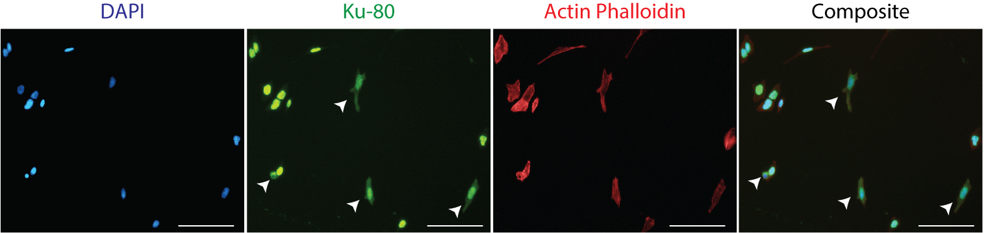 DAPI
Ku-80
Actin Phalloidin
Composite